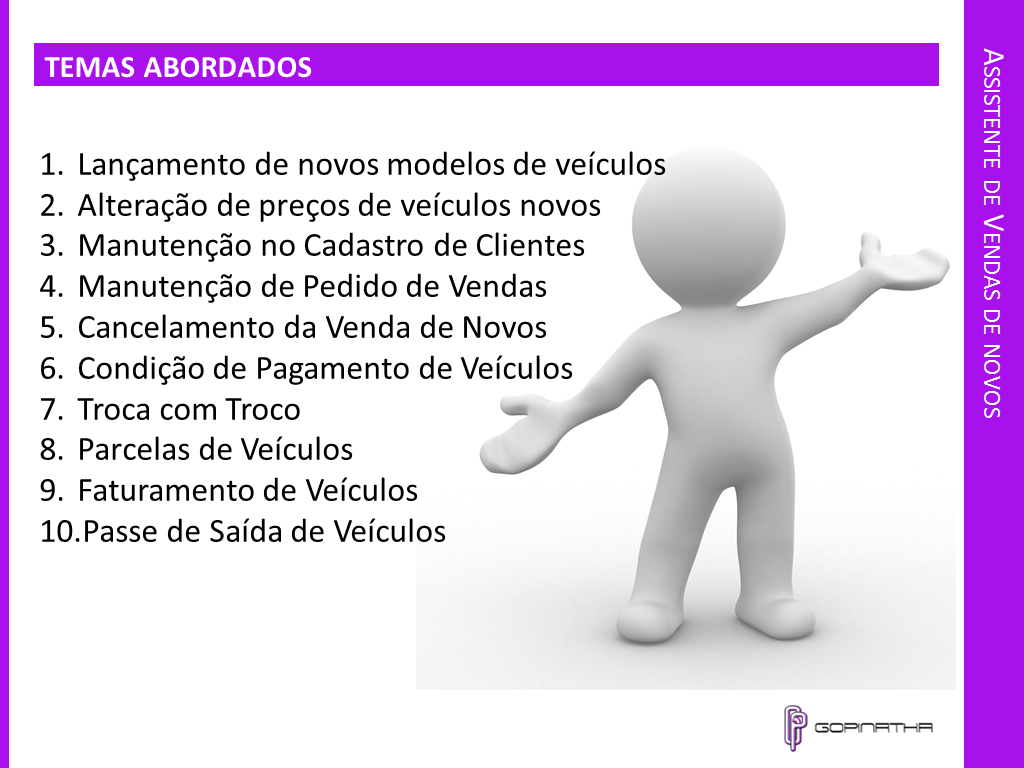 TEMAS ABORDADOS
1. Lançamento de novos modelos de veículos
2. Alteração de preços de veículos novos
3. Manutenção no Cadastro de Clientes
4. Manutenção de Pedido de Vendas
5. Cancelamento da Venda de Novos
6. Condição de Pagamento de Veículos
7. Troca com Troco
8. Parcelas de Veículos
9. Faturamento de Veículos
10.Passe de Saída de Veículos
ASSISTENTE DE VENDAS DE NOVOS
GOPINATHA